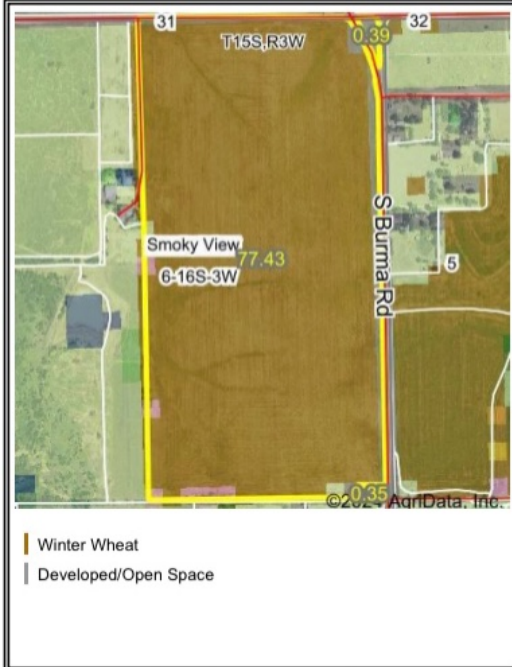 31
32
0.39
T15S,R3W
S Burma Rd
Smoky View
77.43
5
6-16S-3W
0.35
©2024 AgriData, Inc.
Winter Wheat
Developed/Open Space